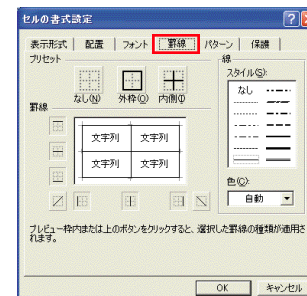 セルの書式設定
表示形式 配置 フォント 罫線 パターン 保護
プリセット
なし(N) 外枠(O) 内側(I)
罫線
文字列 文字列
文字列 文字列
線
スタイル(S):
なし
色(C):
自動
プレビュー枠内または上のボタンをクリックすると、選択した罫線の種類が適用さ
れます。
OK キャンセル